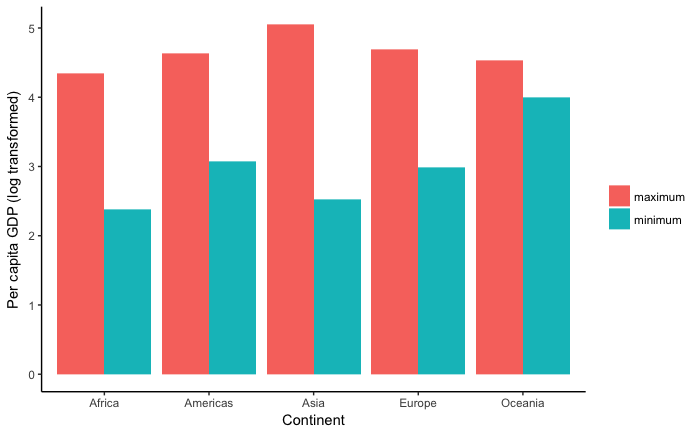 Per capita GDP (log transformed)
5
4
3
2
1
0
Africa
Americas
Asia
Europe
Oceania
Continent
maximum
minimum